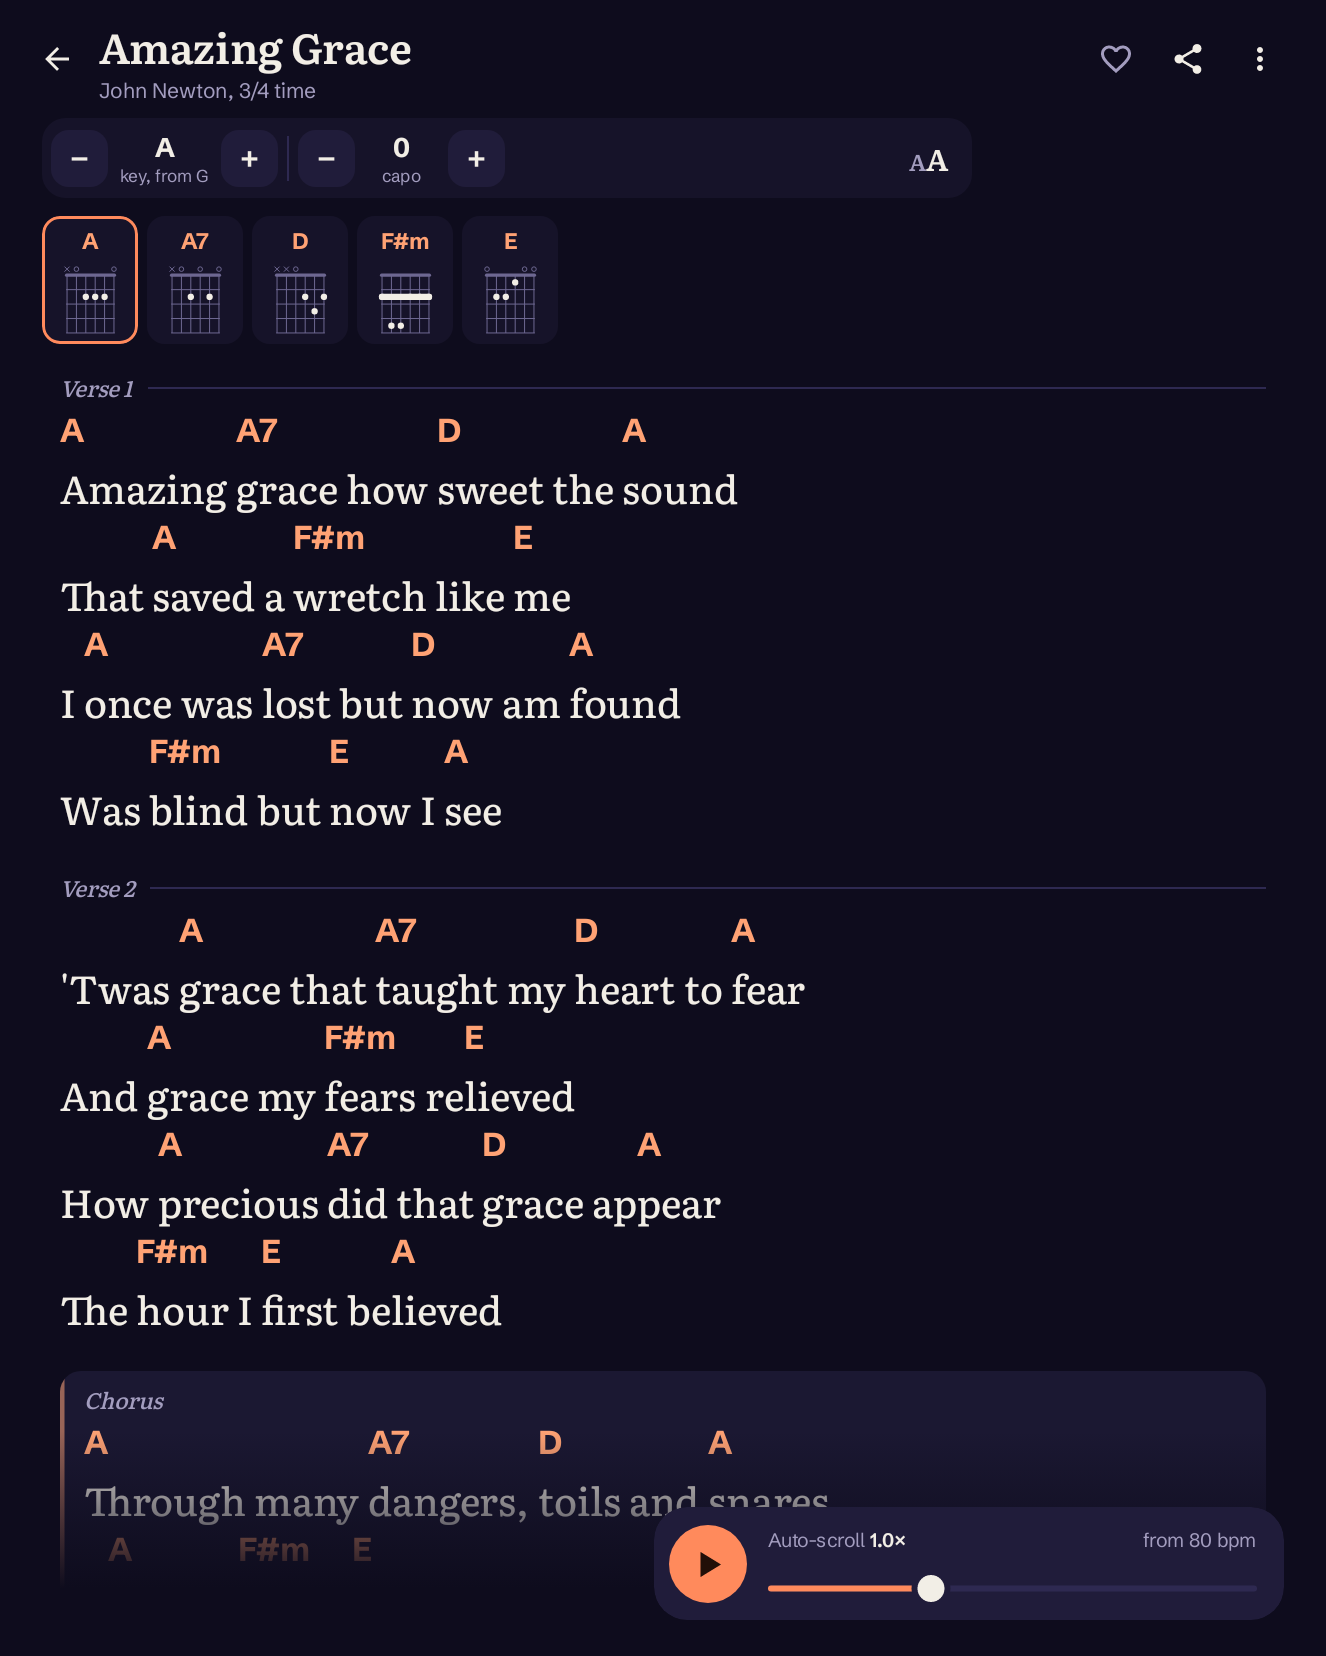 Amazing Grace
John Newton, 3/4 time
− A + − 0 + AA
key, from G capo
A A7 D F#m E
Verse 1
A A7 D A
Amazing grace how sweet the sound
A F#m E
That saved a wretch like me
A A7 D A
I once was lost but now am found
F#m E A
Was blind but now I see
Verse 2
A A7 D A
'Twas grace that taught my heart to fear
A F#m E
And grace my fears relieved
A A7 D A
How precious did that grace appear
F#m E A
The hour I first believed
Chorus
A A7 D A
Through many dangers, toils and snares
A F#m E
Auto-scroll 1.0× from 80 bpm